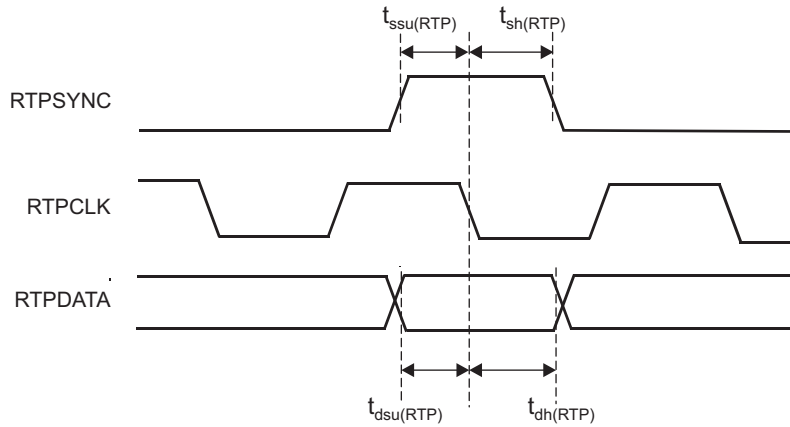 tssu(RTP) tsh(RTP)
RTPSYNC
RTPCLK
RTPDATA
tdsu(RTP) tdh(RTP)